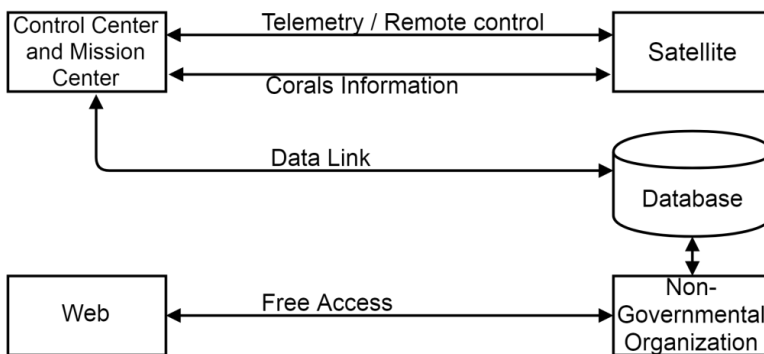 Control Center
and Mission
Center
Telemetry / Remote control
Satellite
Corals Information
Data Link
Database
Web
Free Access
Non-
Governmental
Organization